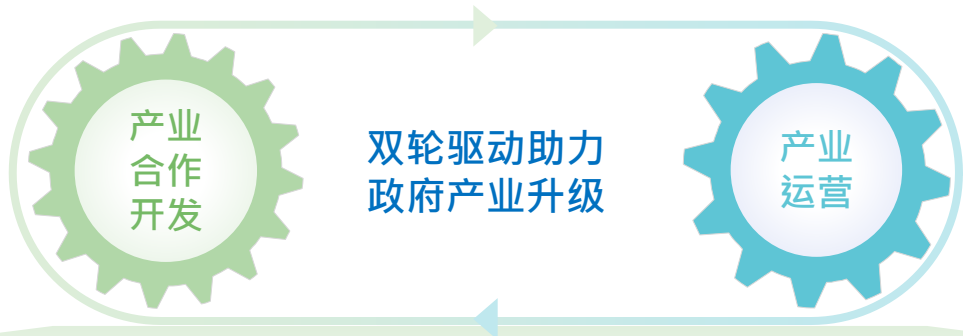 产业
合作
开发
双轮驱动助力
政府产业升级
产业
运营